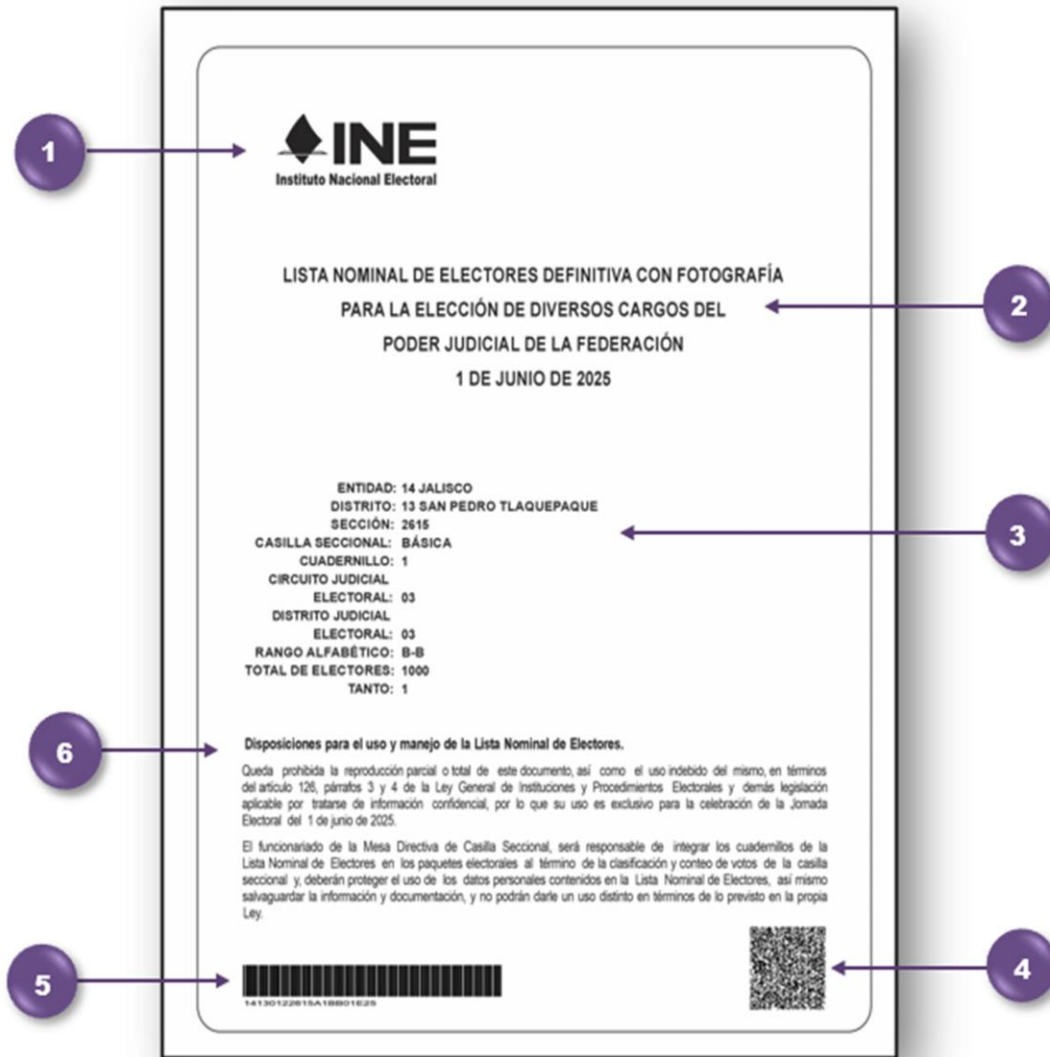 1
INE
Instituto Nacional Electoral
LISTA NOMINAL DE ELECTORES DEFINITIVA CON FOTOGRAFÍA
PARA LA ELECCIÓN DE DIVERSOS CARGOS DEL
PODER JUDICIAL DE LA FEDERACIÓN
1 DE JUNIO DE 2025
2
ENTIDAD: 14 JALISCO
DISTRITO: 13 SAN PEDRO TLAQUEPAQUE
SECCIÓN: 2615
CASILLA SECCIONAL: BÁSICA
CUADERNILLO: 1
CIRCUITO JUDICIAL
ELECTORAL: 03
DISTRITO JUDICIAL
ELECTORAL: 03
RANGO ALFABÉTICO: B-B
TOTAL DE ELECTORES: 1000
TANTO: 1
3
6
Disposiciones para el uso y manejo de la Lista Nominal de Electores.
Queda prohibida la reproducción parcial o total de este documento, así como el uso indebido del mismo, en términos
del artículo 126, párrafos 3 y 4 de la Ley General de Instituciones y Procedimientos Electorales y demás legislación
aplicable por tratarse de información confidencial, por lo que su uso es exclusivo para la celebración de la Jornada
Electoral del 1 de junio de 2025.
El funcionariado de la Mesa Directiva de Casilla Seccional, será responsable de integrar los cuadernillos de la
Lista Nominal de Electores en los paquetes electorales al término de la clasificación y conteo de votos de la casilla
seccional y, deberán proteger el uso de los datos personales contenidos en la Lista Nominal de Electores, así mismo
salvaguardar la información y documentación, y no podrán darle un uso distinto en términos de lo previsto en la propia
Ley.
5
14130122615A1BB01E25
4